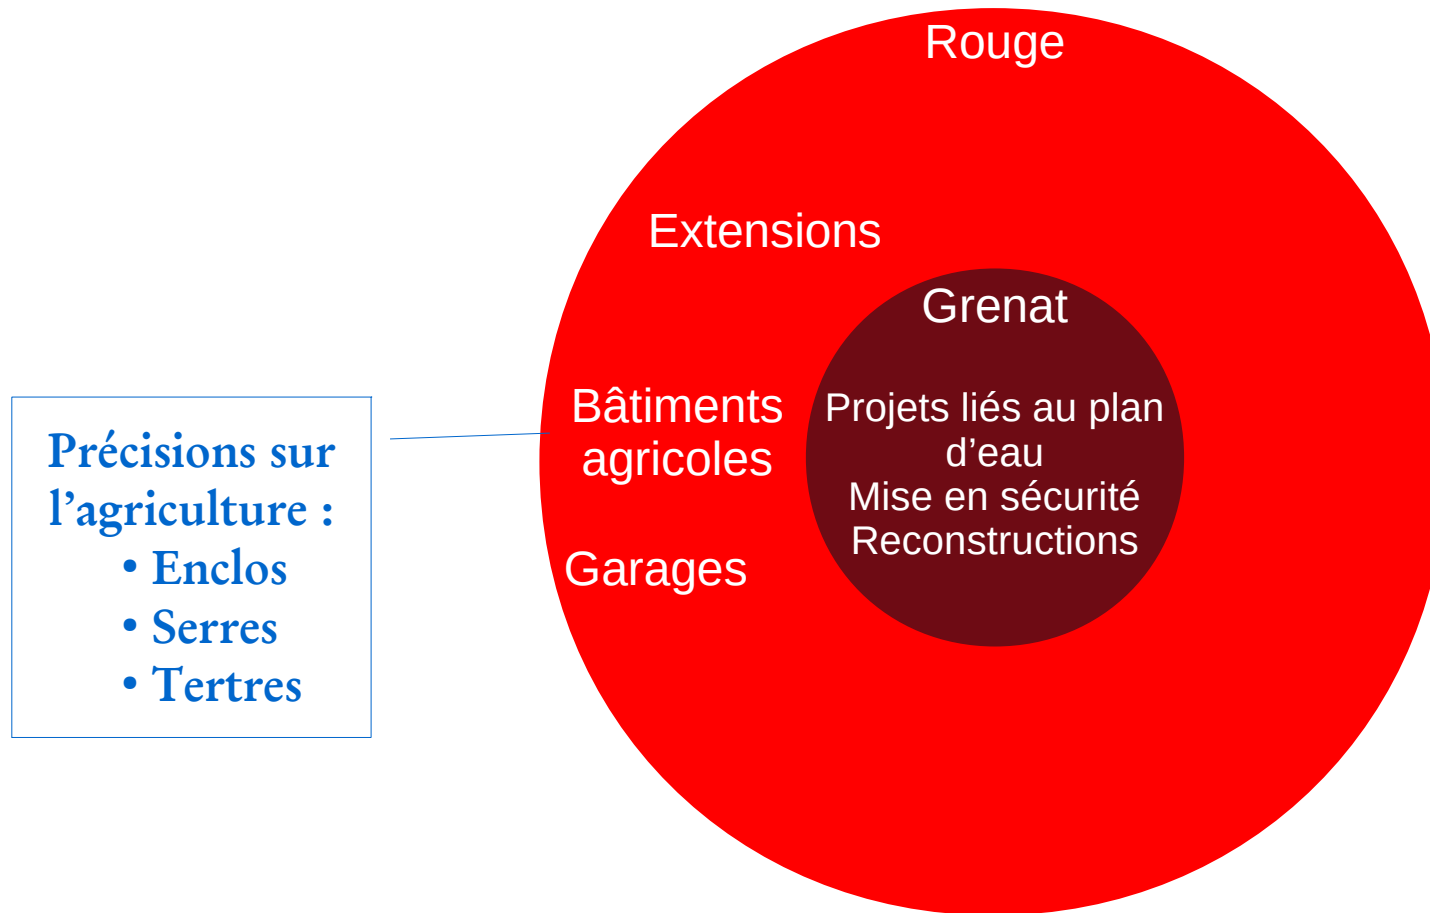 Rouge
Extensions
Grenat
Bâtiments
agricoles
Garages
Projets liés au plan
d’eau
Mise en sécurité
Reconstructions
Précisions sur
l’agriculture :
• Enclos
• Serres
• Tertres